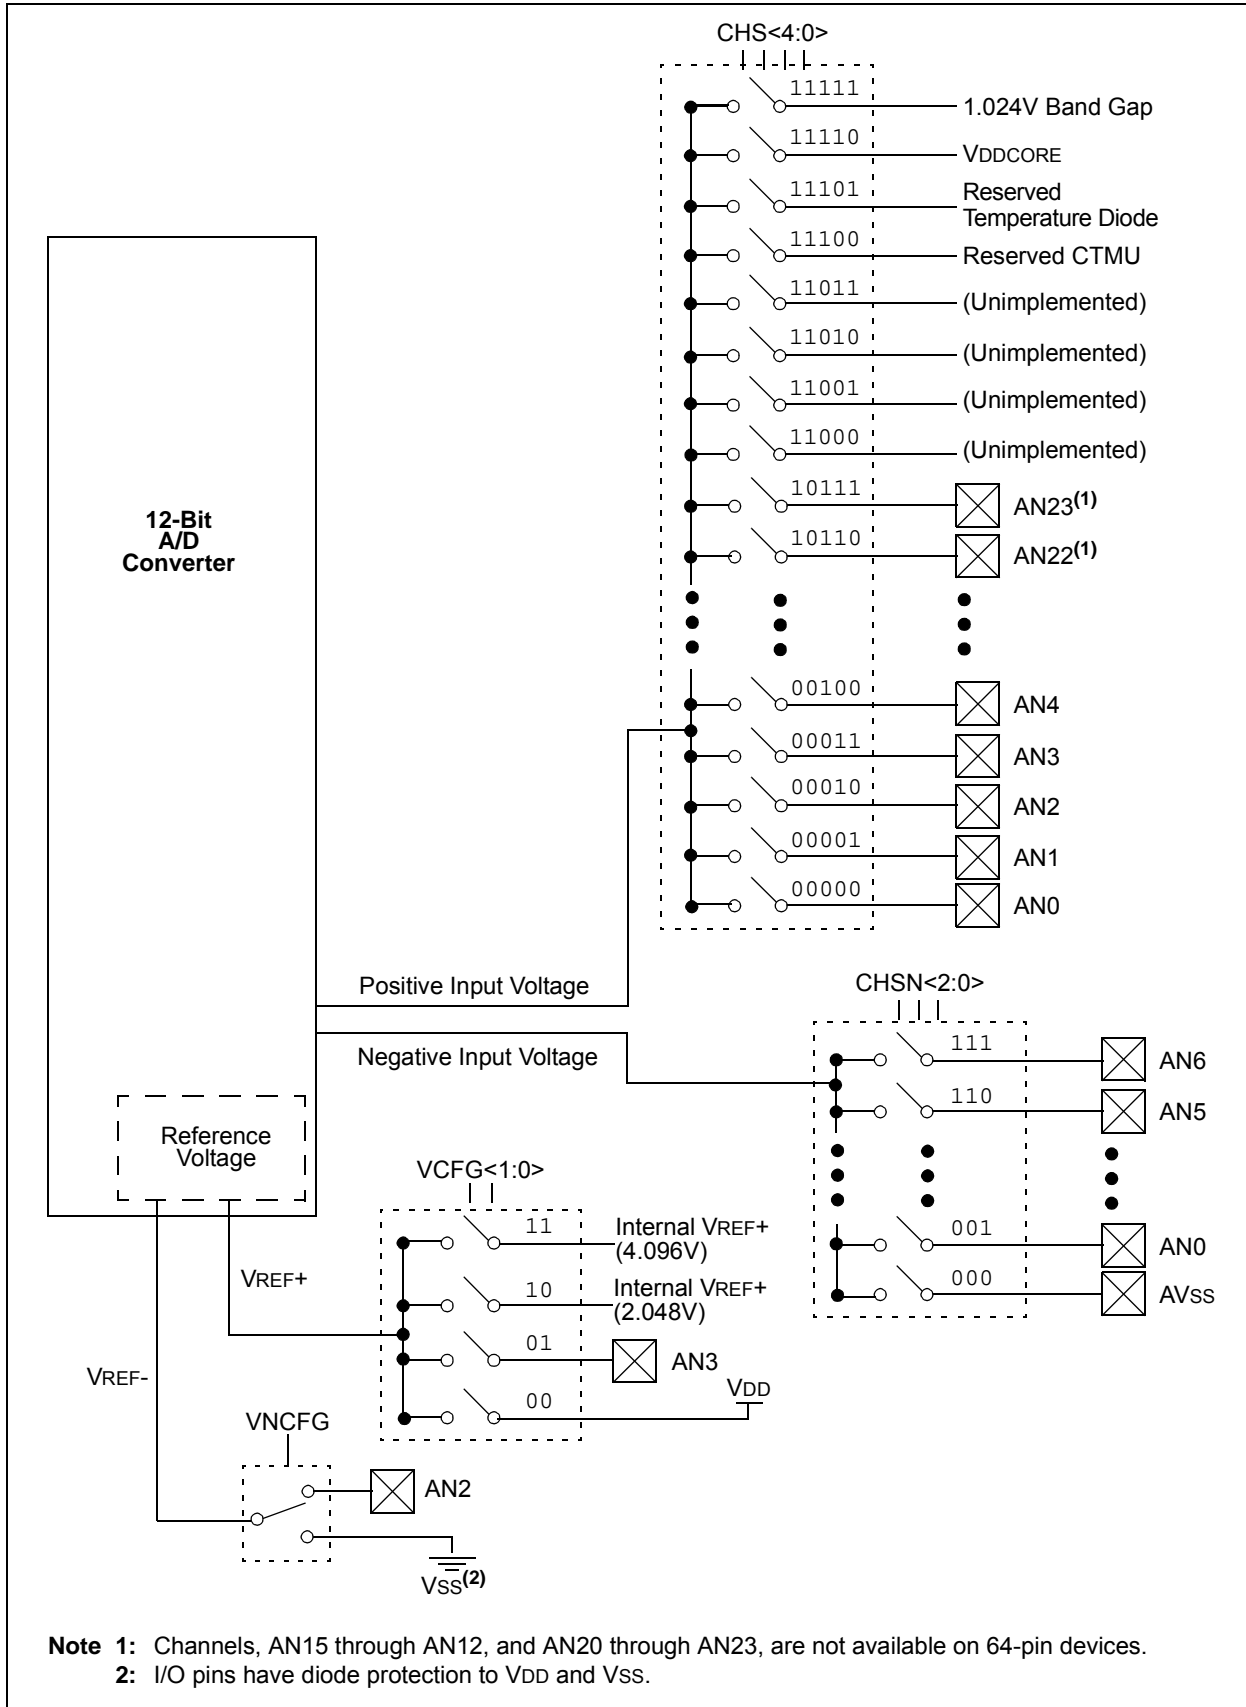 CHS<4:0>
11111
1.024V Band Gap
11110
VDDCORE
11101
Reserved
Temperature Diode
11100
Reserved CTMU
11011
(Unimplemented)
11010
(Unimplemented)
11001
(Unimplemented)
11000
(Unimplemented)
10111
AN23(1)
10110
AN22(1)
12-Bit
A/D
Converter
00100
AN4
00011
AN3
00010
AN2
00001
AN1
00000
AN0
Positive Input Voltage
Negative Input Voltage
CHSN<2:0>
111
AN6
110
AN5
001
AN0
000
AVSS
Reference
Voltage
VCFG<1:0>
11
Internal VREF+
(4.096V)
10
Internal VREF+
(2.048V)
01
AN3
00
VDD
VREF+
VREF-
VNCFG
AN2
VSS(2)
Note 1: Channels, AN15 through AN12, and AN20 through AN23, are not available on 64-pin devices.
2: I/O pins have diode protection to VDD and VSS.